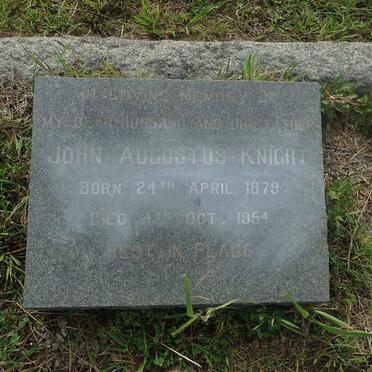 IN LOVING MEMORY OF
MY DEAR HUSBAND AND OUR FATHER
JOHN AUGUSTUS KNIGHT
BORN 24TH APRIL 1879.
DIED 4TH OCT. 1954
REST IN PEACE